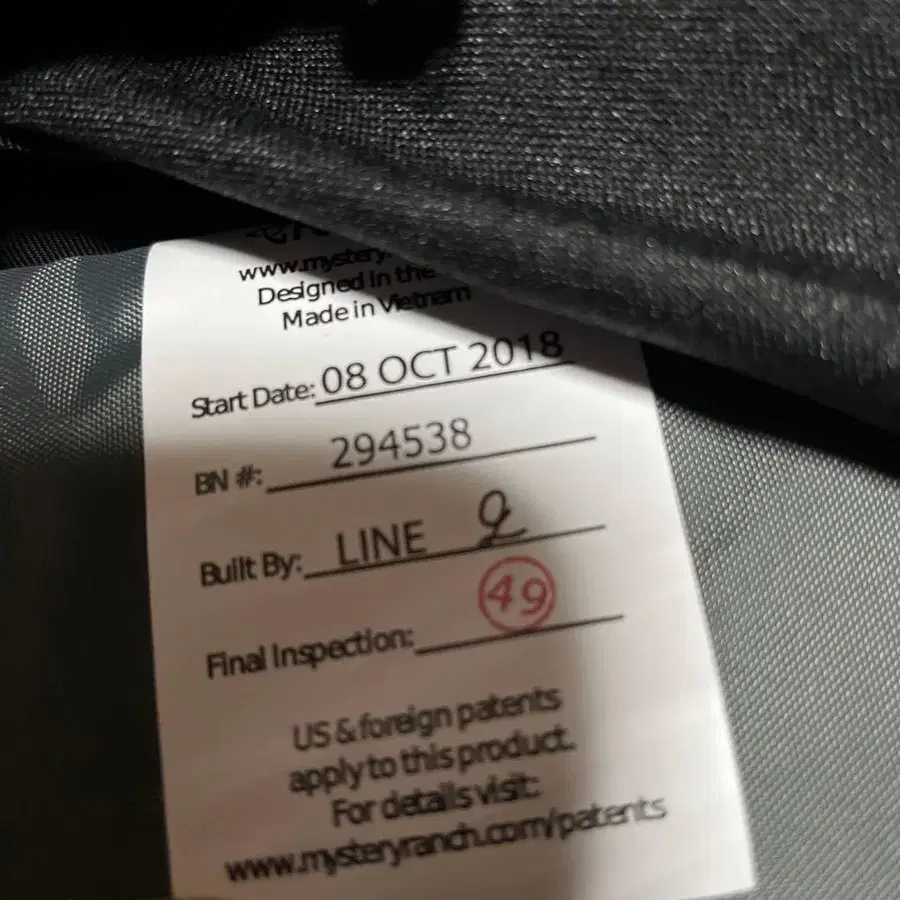 www.mystery
Designed in the
Made in Vietnam
Start Date: 08 OCT 2018
BN #: 294538
Built By: LINE 2
49
Final Inspection:
US & foreign patents
apply to this product.
For details visit:
www.mysteryranch.com/patents